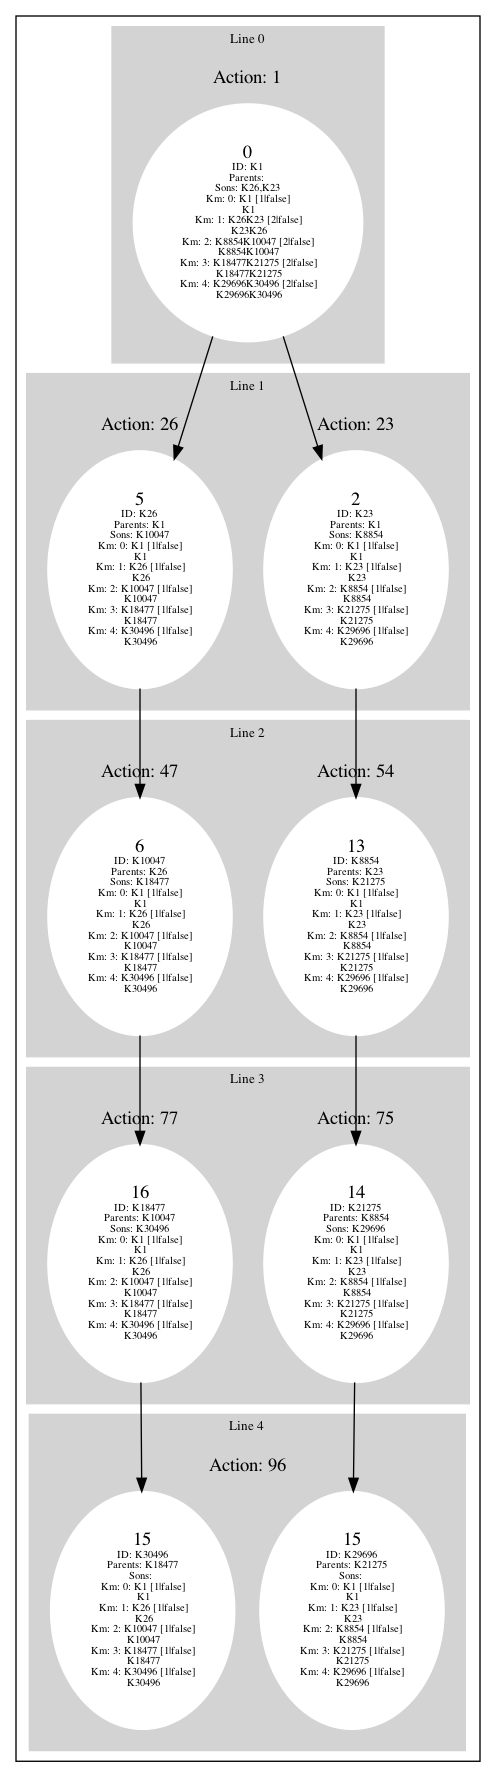 Line 0
Action: 1
0
ID: K1
Parents:
Sons: K26,K23
Km: 0: K1 [1|false]
K1
Km: 1: K26K23 [2|false]
K23K26
Km: 2: K8854K10047 [2|false]
K8854K10047
Km: 3: K18477K21275 [2|false]
K18477K21275
Km: 4: K29696K30496 [2|false]
K29696K30496
Line 1
Action: 26
5
ID: K26
Parents: K1
Sons: K10047
Km: 0: K1 [1|false]
K1
Km: 1: K26 [1|false]
K26
Km: 2: K10047 [1|false]
K10047
Km: 3: K18477 [1|false]
K18477
Km: 4: K30496 [1|false]
K30496
Action: 23
2
ID: K23
Parents: K1
Sons: K8854
Km: 0: K1 [1|false]
K1
Km: 1: K23 [1|false]
K23
Km: 2: K8854 [1|false]
K8854
Km: 3: K21275 [1|false]
K21275
Km: 4: K29696 [1|false]
K29696
Line 2
Action: 47
6
ID: K10047
Parents: K26
Sons: K18477
Km: 0: K1 [1|false]
K1
Km: 1: K26 [1|false]
K26
Km: 2: K10047 [1|false]
K10047
Km: 3: K18477 [1|false]
K18477
Km: 4: K30496 [1|false]
K30496
Action: 54
13
ID: K8854
Parents: K23
Sons: K21275
Km: 0: K1 [1|false]
K1
Km: 1: K23 [1|false]
K23
Km: 2: K8854 [1|false]
K8854
Km: 3: K21275 [1|false]
K21275
Km: 4: K29696 [1|false]
K29696
Line 3
Action: 77
16
ID: K18477
Parents: K10047
Sons: K30496
Km: 0: K1 [1|false]
K1
Km: 1: K26 [1|false]
K26
Km: 2: K10047 [1|false]
K10047
Km: 3: K18477 [1|false]
K18477
Km: 4: K30496 [1|false]
K30496
Action: 75
14
ID: K21275
Parents: K8854
Sons: K29696
Km: 0: K1 [1|false]
K1
Km: 1: K23 [1|false]
K23
Km: 2: K8854 [1|false]
K8854
Km: 3: K21275 [1|false]
K21275
Km: 4: K29696 [1|false]
K29696
Line 4
Action: 96
15
ID: K30496
Parents: K18477
Sons:
Km: 0: K1 [1|false]
K1
Km: 1: K26 [1|false]
K26
Km: 2: K10047 [1|false]
K10047
Km: 3: K18477 [1|false]
K18477
Km: 4: K30496 [1|false]
K30496
15
ID: K29696
Parents: K21275
Sons:
Km: 0: K1 [1|false]
K1
Km: 1: K23 [1|false]
K23
Km: 2: K8854 [1|false]
K8854
Km: 3: K21275 [1|false]
K21275
Km: 4: K29696 [1|false]
K29696